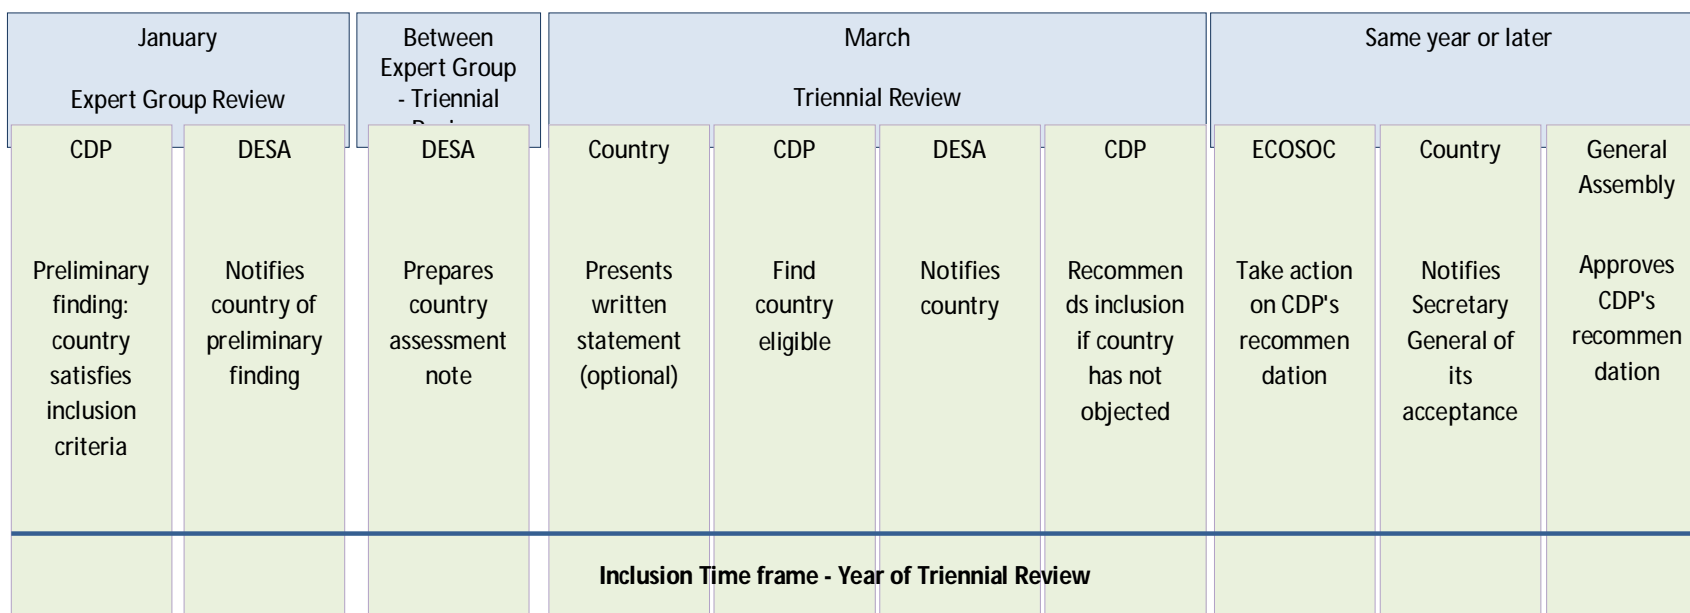 January
Expert Group Review
Between
Expert Group
- Triennial
March
Triennial Review
Same year or later
CDP
Preliminary
finding:
country
satisfies
inclusion
criteria
DESA
Notifies
country of
preliminary
finding
DESA
Prepares
country
assessment
note
Country
Presents
written
statement
(optional)
CDP
Find
country
eligible
DESA
Notifies
country
CDP
Recommen
ds inclusion
if country
has not
objected
ECOSOC
Take action
on CDP's
recommen
dation
Country
Notifies
Secretary
General of
its
acceptance
General
Assembly
Approves
CDP's
recommen
dation
Inclusion Time frame - Year of Triennial Review